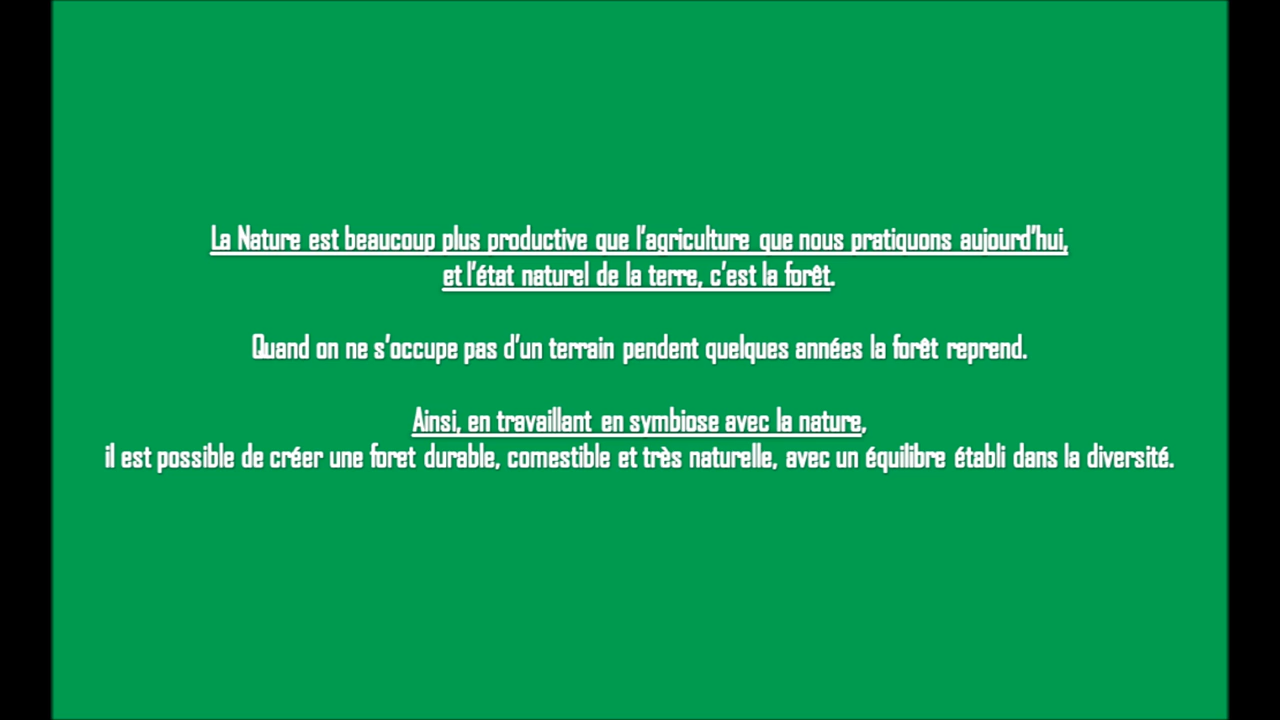 La Nature est beaucoup plus productive que l'agriculture que nous pratiquons aujourd'hui,
et l'état naturel de la terre, c'est la forêt.
Quand on ne s'occupe pas d'un terrain pendent quelques années la forêt reprend.
Ainsi, en travaillant en symbiose avec la nature,
il est possible de créer une foret durable, comestible et très naturelle, avec un équilibre établi dans la diversité.